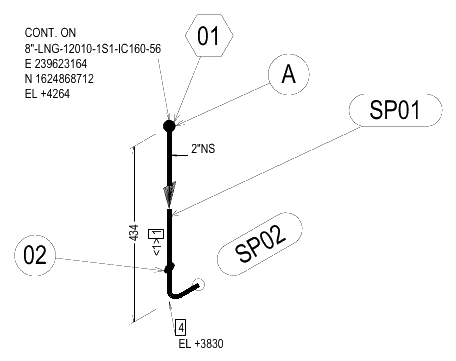 CONT. ON
8"-LNG-12010-1S1-IC160-56
E 239623164
N 1624868712
EL +4264
01
A
SP01
2"NS
434
<1> 1
02
SP02
4
EL +3830